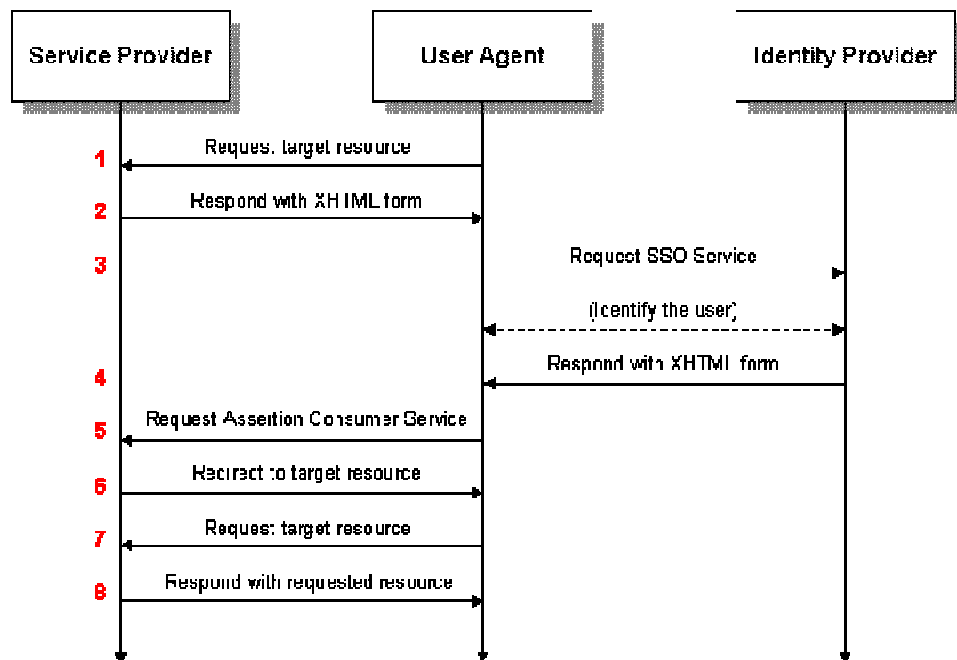 Service Provider
User Agent
Identity Provider
1
Request target resource
2
Respond with XHTML form
3
Request SSO Service
(Identify the user)
4
Respond with XHTML form
5
Request Assertion Consumer Service
6
Redirect to target resource
7
Request target resource
8
Respond with requested resource